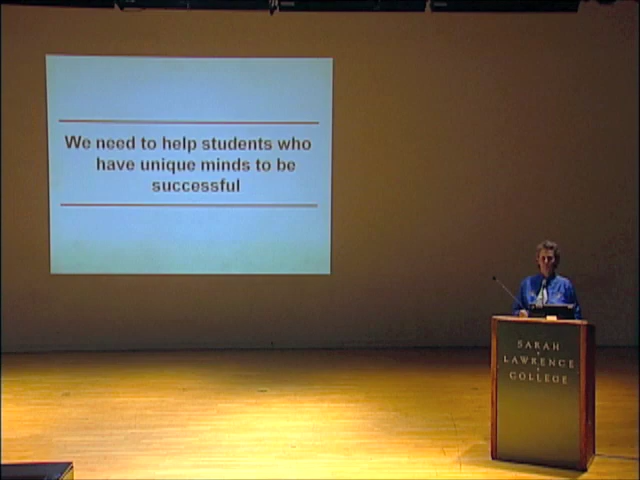 We need to help students who
have unique minds to be
successful
SARAH
LAWRENCE
COLLEGE